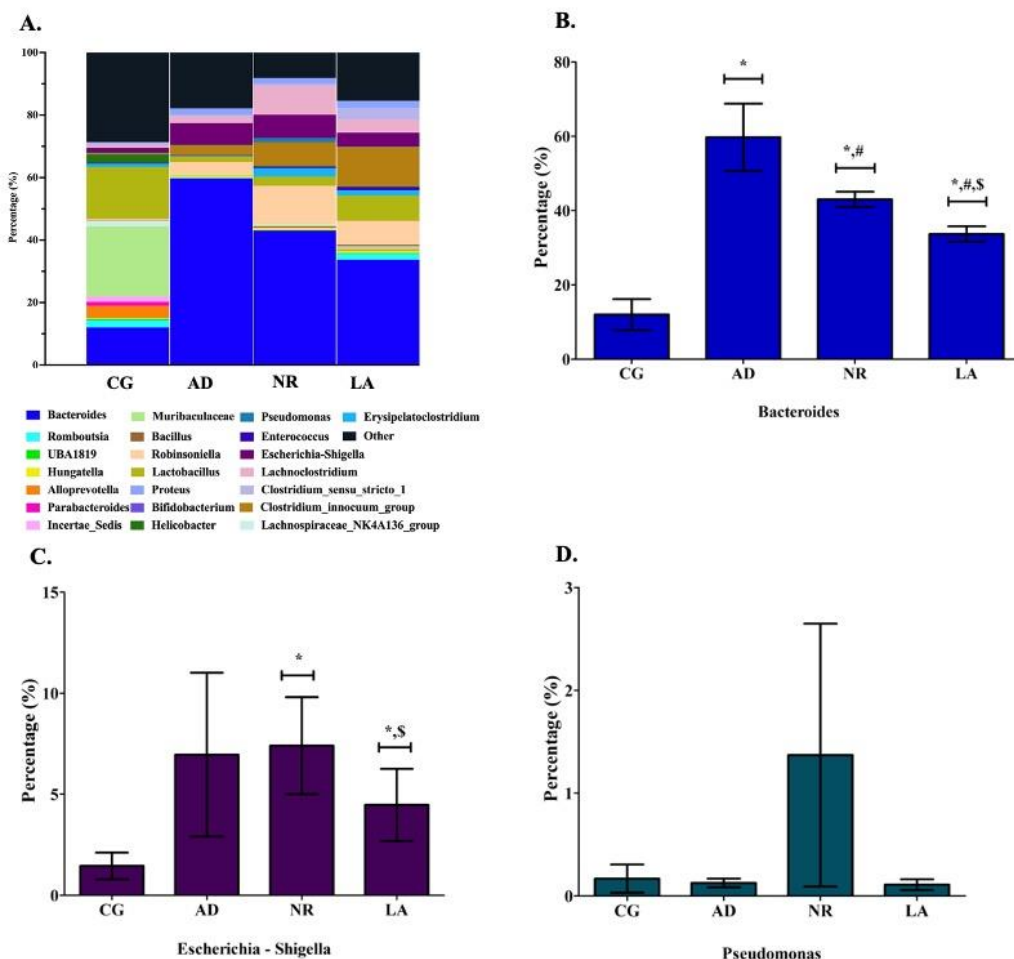 A.
100
80
60
40
20
0
Percentage (%)
CG AD NR LA
Bacteroides Muribaculaceae Pseudomonas Erysipelatoclostridium
Romboutsia Bacillus Enterococcus Other
UBA1819 Robinsoniella Escherichia-Shigella
Hungatella Lactobacillus Lachnoclostridium
Alloprevotella Proteus Clostridium_sensu_stricto_1
Parabacteroides Bifidobacterium Clostridium_innocuum_group
Incertae_Sedis Helicobacter Lachnospiraceae_NK4A136_group
B.
80
60
40
20
0
Percentage (%)
*
*,#
*,#,$
CG AD NR LA
Bacteroides
C.
15
10
5
0
Percentage (%)
*
*,$
CG AD NR LA
Escherichia - Shigella
D.
3
2
1
0
Percentage (%)
CG AD NR LA
Pseudomonas